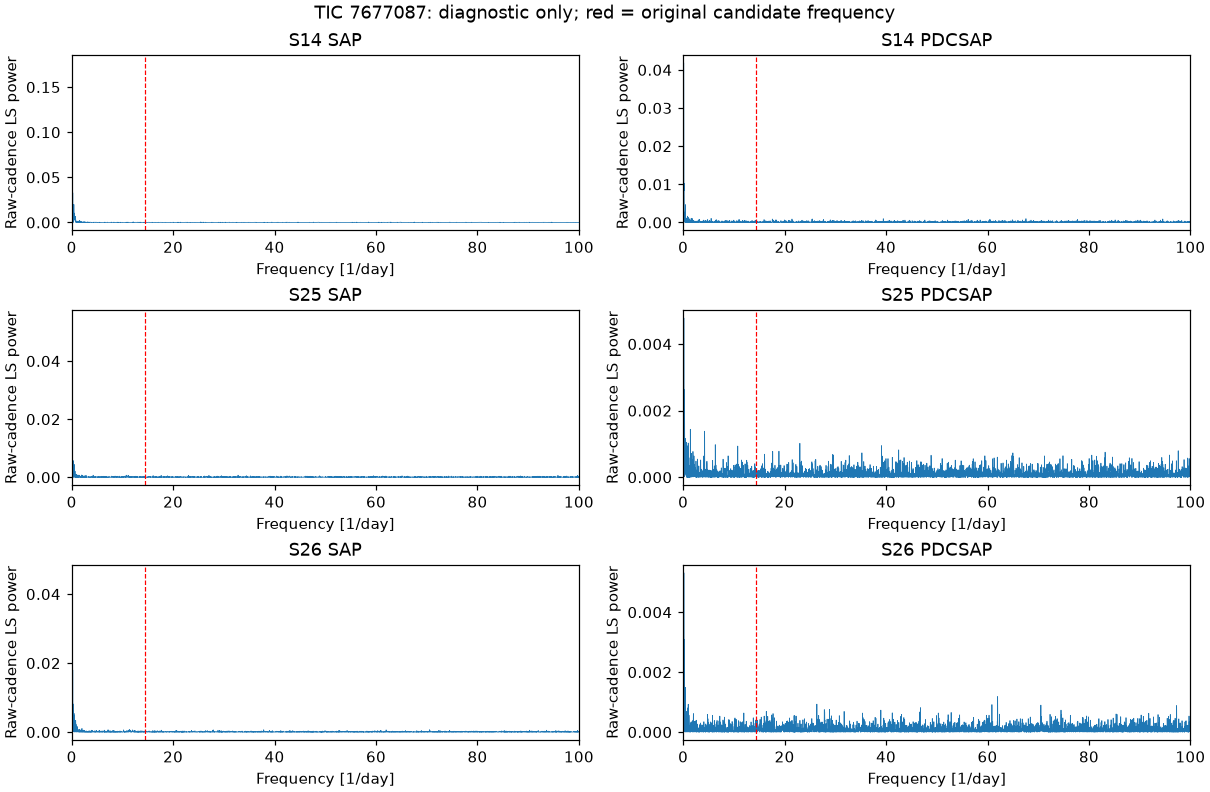 TIC 7677087: diagnostic only; red = original candidate frequency
S14 SAP
Raw-cadence LS power
0.15
0.10
0.05
0.00
0 20 40 60 80 100
Frequency [1/day]
S14 PDCSAP
Raw-cadence LS power
0.04
0.03
0.02
0.01
0.00
0 20 40 60 80 100
Frequency [1/day]
S25 SAP
Raw-cadence LS power
0.04
0.02
0.00
0 20 40 60 80 100
Frequency [1/day]
S25 PDCSAP
Raw-cadence LS power
0.004
0.002
0.000
0 20 40 60 80 100
Frequency [1/day]
S26 SAP
Raw-cadence LS power
0.04
0.02
0.00
0 20 40 60 80 100
Frequency [1/day]
S26 PDCSAP
Raw-cadence LS power
0.004
0.002
0.000
0 20 40 60 80 100
Frequency [1/day]